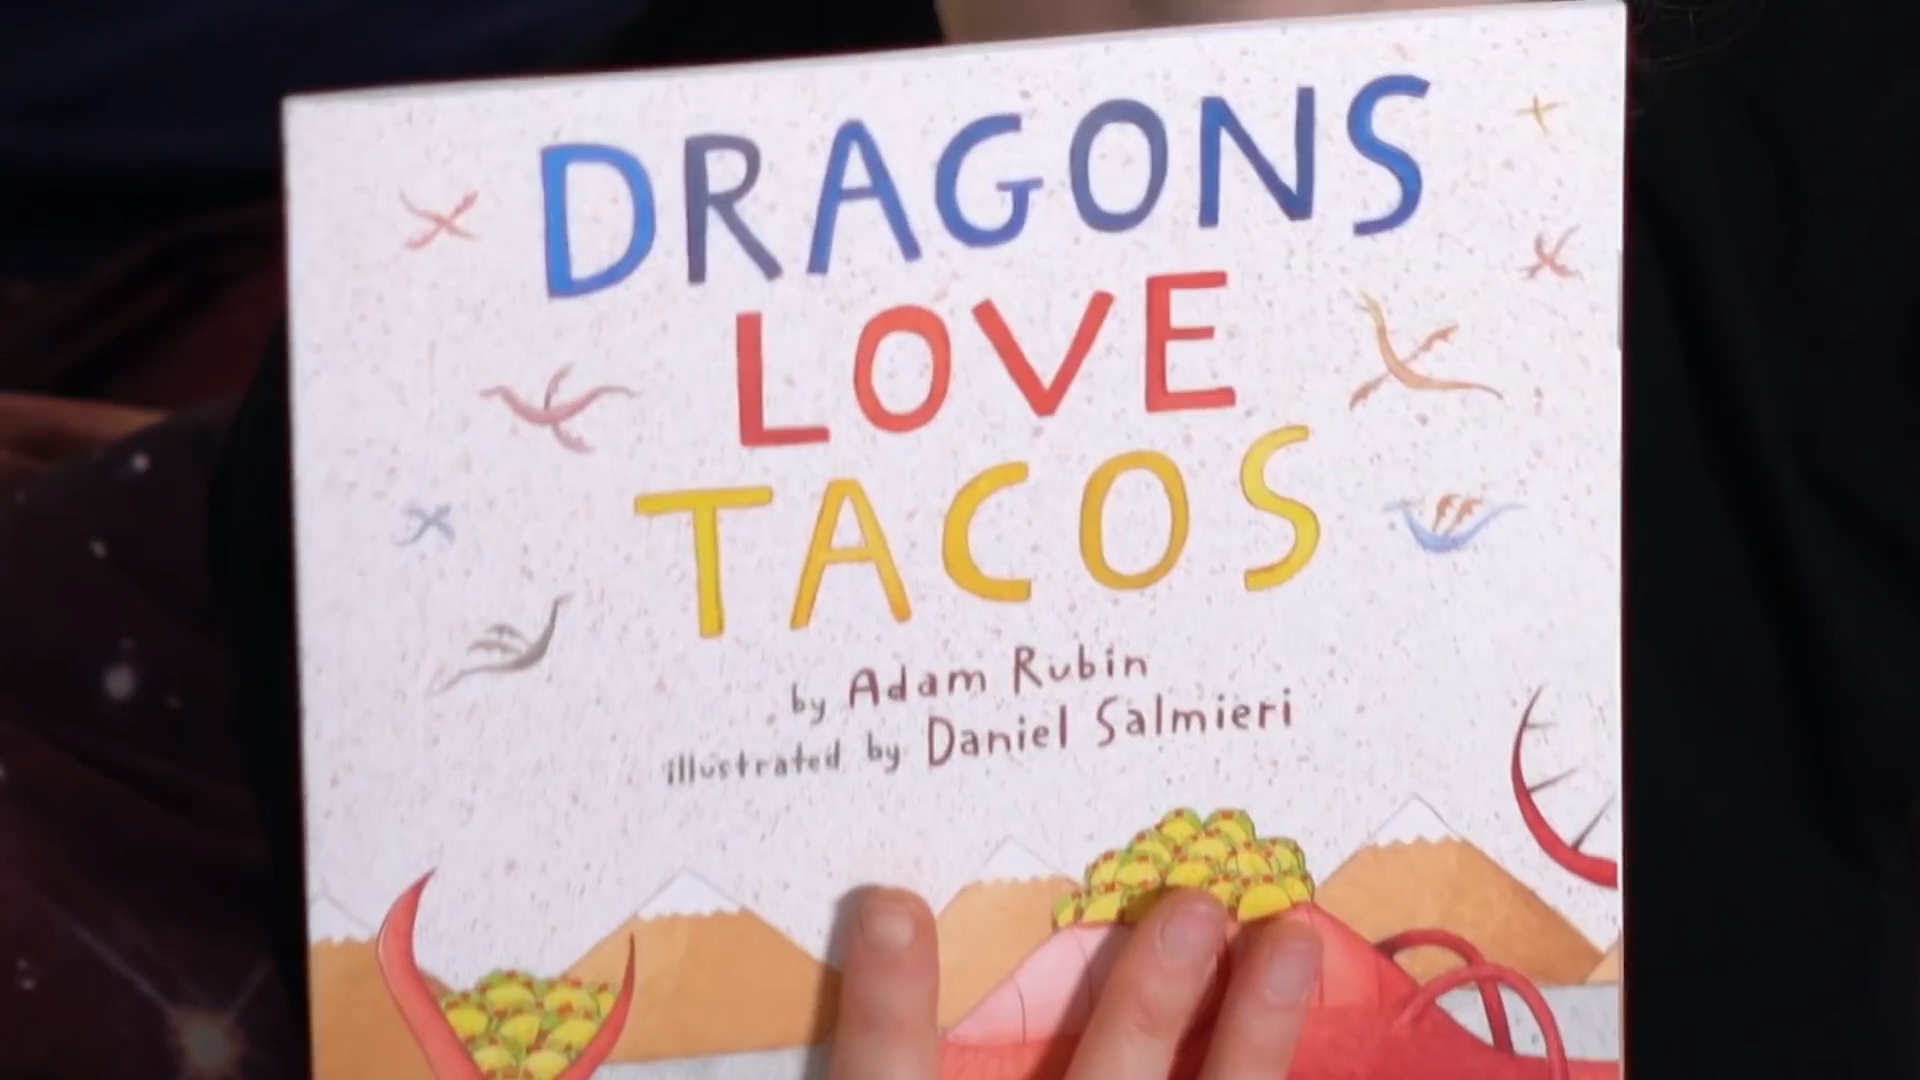 DRAGONS
LOVE
TACOS
by Adam Rubin
illustrated by Daniel Salmieri